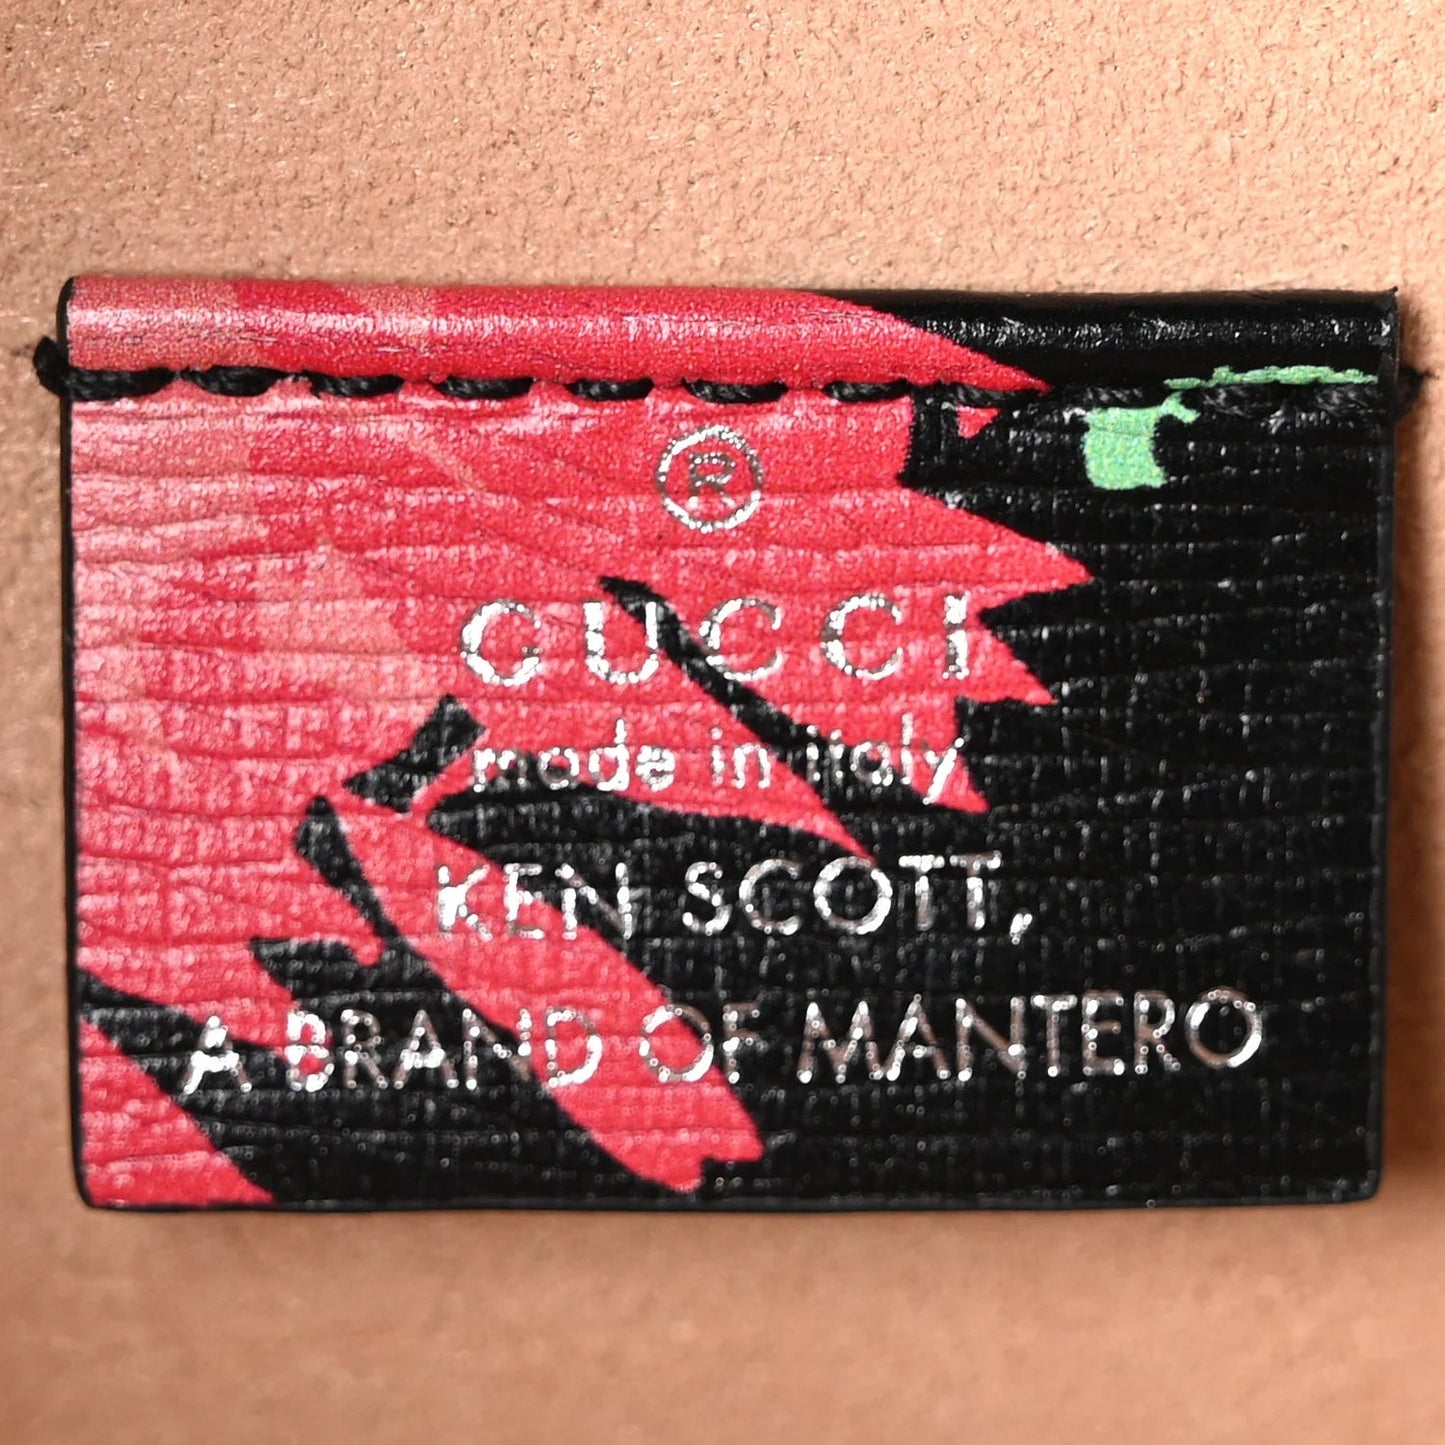 ®
GUCCI
made in italy
KEN SCOTT,
A BRAND OF MANTERO